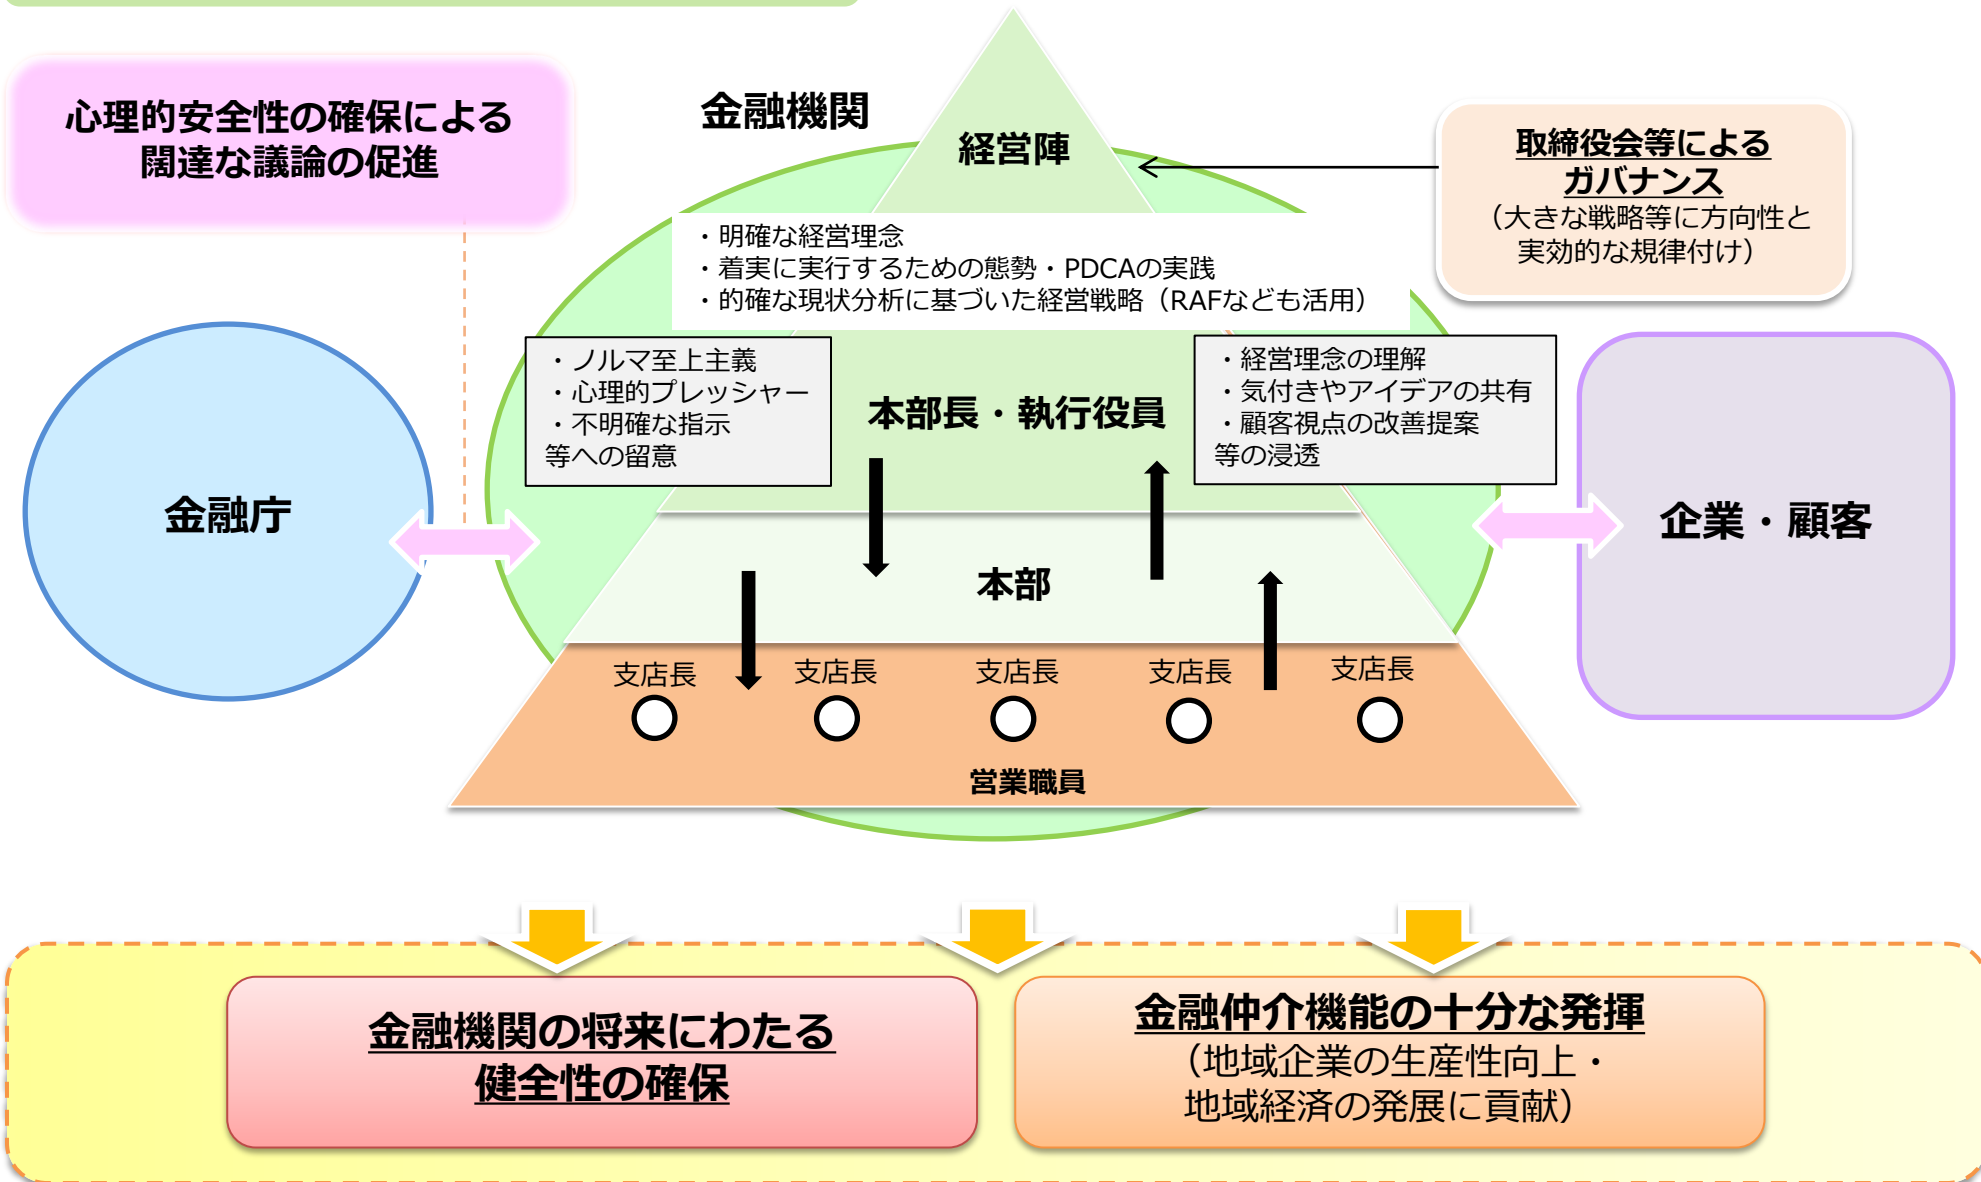 心理的安全性の確保による
闊達な議論の促進
金融機関
経営陣
取締役会等による
ガバナンス
（大きな戦略等に方向性と
実効的な規律付け）
・明確な経営理念
・着実に実行するための態勢・PDCAの実践
・的確な現状分析に基づいた経営戦略（RAFなども活用）
・ノルマ至上主義
・心理的プレッシャー
・不明確な指示
等への留意
本部長・執行役員
・経営理念の理解
・気付きやアイデアの共有
・顧客視点の改善提案
等の浸透
金融庁
企業・顧客
本部
支店長
支店長
支店長
支店長
支店長
営業職員
金融機関の将来にわたる
健全性の確保
金融仲介機能の十分な発揮
（地域企業の生産性向上・
地域経済の発展に貢献）